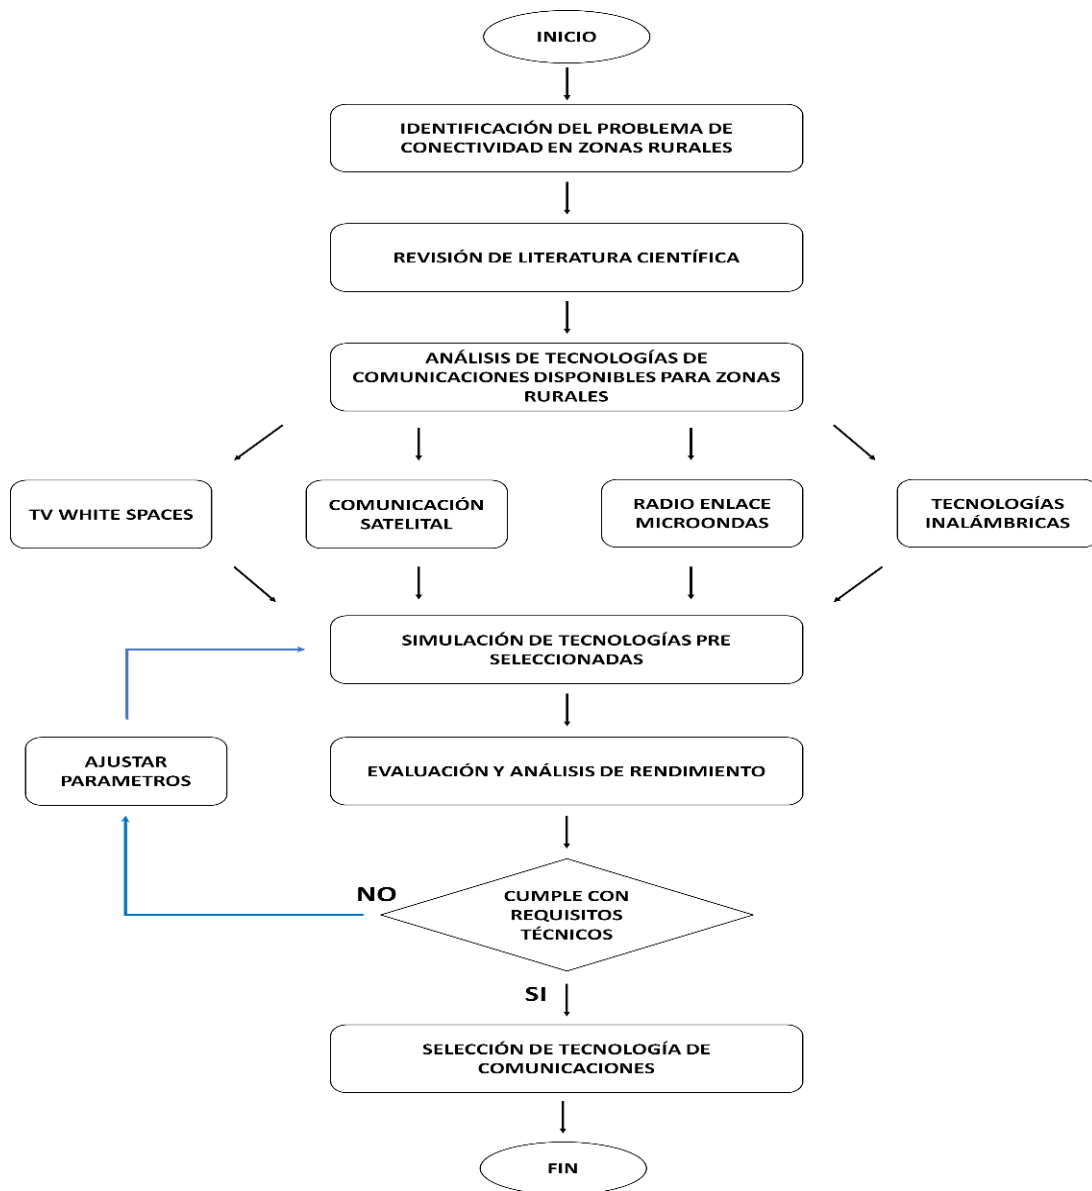 INICIO
IDENTIFICACIÓN DEL PROBLEMA DE
CONECTIVIDAD EN ZONAS RURALES
REVISIÓN DE LITERATURA CIENTÍFICA
ANÁLISIS DE TECNOLOGÍAS DE
COMUNICACIONES DISPONIBLES PARA ZONAS
RURALES
TV WHITE SPACES
COMUNICACIÓN
SATELITAL
RADIO ENLACE
MICROONDAS
TECNOLOGÍAS
INALÁMBRICAS
SIMULACIÓN DE TECNOLOGÍAS PRE
SELECCIONADAS
AJUSTAR
PARAMETROS
EVALUACIÓN Y ANÁLISIS DE RENDIMIENTO
NO
CUMPLE CON
REQUISITOS
TÉCNICOS
SI
SELECCIÓN DE TECNOLOGÍA DE
COMUNICACIONES
FIN